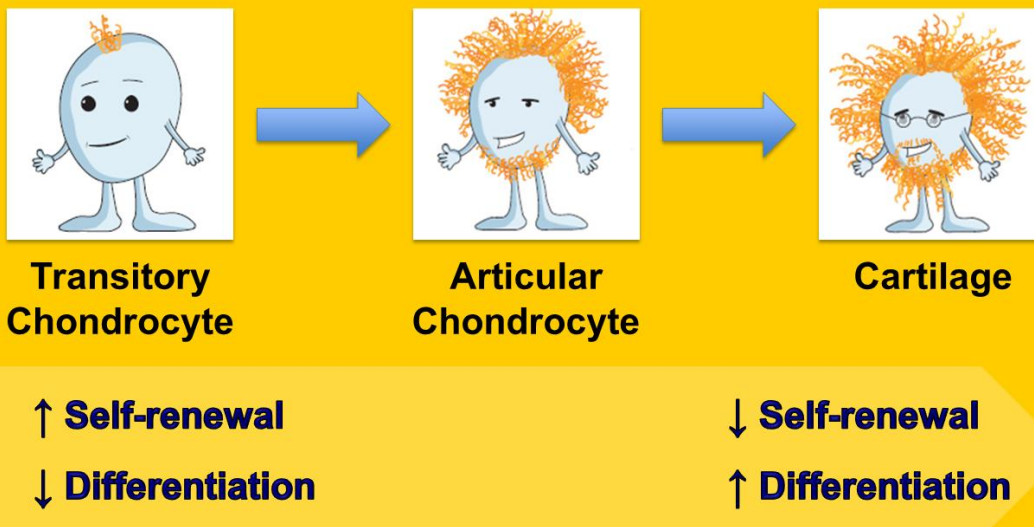 Transitory
Chondrocyte
Articular
Chondrocyte
Cartilage
↑ Self-renewal
↓ Differentiation
↓ Self-renewal
↑ Differentiation